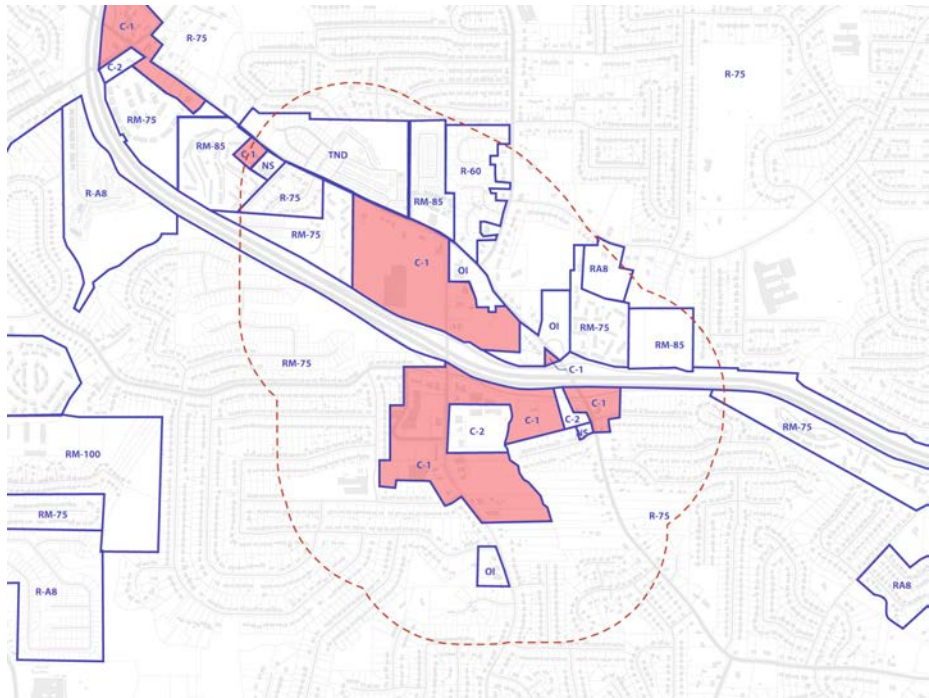 C-1
R-75
C-2
R-75
RM-75
RM-85
C-1
TND
NS
R-60
R-A8
R-75
RM-85
RM-75
C-1
OI
RA8
OI
RM-75
RM-85
RM-75
C-1
C-1
C-2
C-1
C-2
NS
RM-75
C-1
RM-100
RM-75
R-75
OI
R-A8
RA8